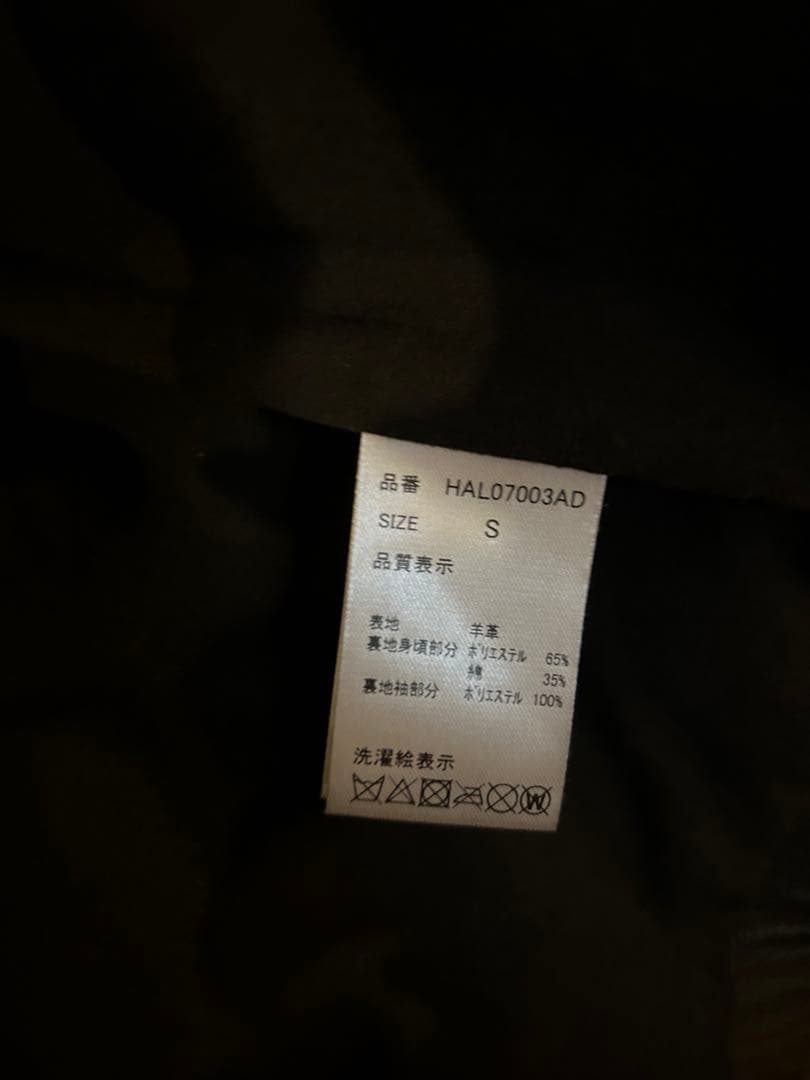 品番 HAL07003AD
SIZE S
品質表示
表地 羊革
裏地身頃部分 ポリエステル 65%
綿 35%
裏地袖部分 ポリエステル 100%
洗濯絵表示
W